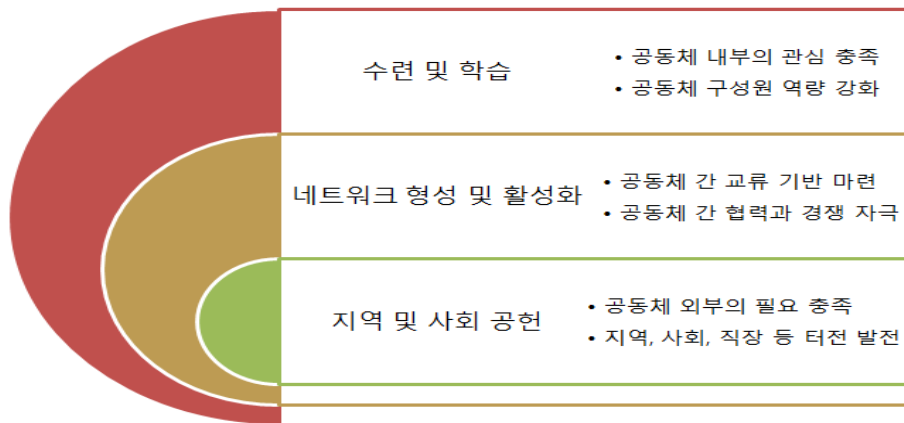 수련 및 학습
• 공동체 내부의 관심 충족
• 공동체 구성원 역량 강화
네트워크 형성 및 활성화
• 공동체 간 교류 기반 마련
• 공동체 간 협력과 경쟁 자극
지역 및 사회 공헌
• 공동체 외부의 필요 충족
• 지역, 사회, 직장 등 터전 발전